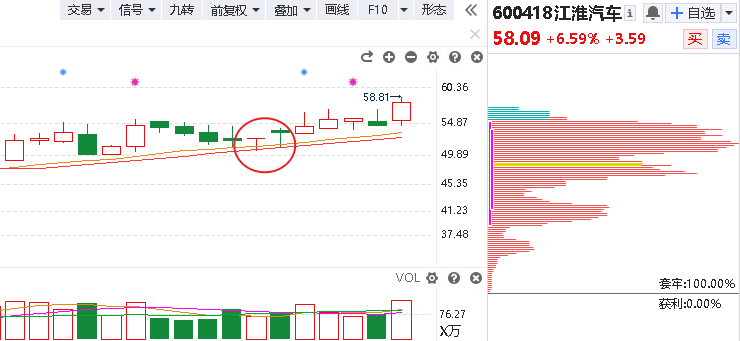 交易 信号 九转 前复权 叠加 画线 F10 形态
600418江淮汽车 自选
58.09 +6.59% +3.59 买 卖
60.36
58.81
54.87
49.89
45.35
41.23
37.48
套牢:100.00%
VOL
获利:0.00%
76.27
X万